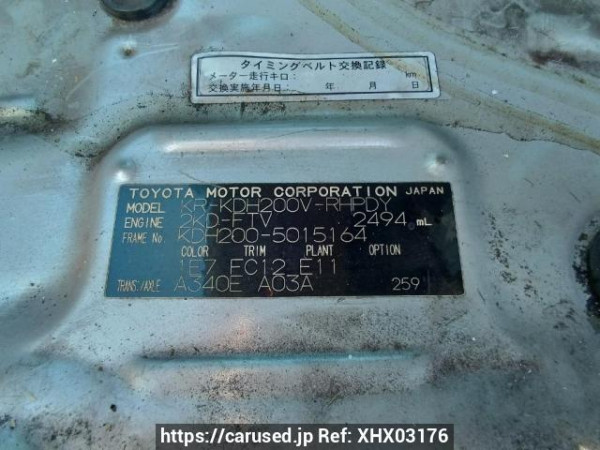 タイミングベルト交換記録
メーター走行キロ: km
交換実施年月日: 年 月 日
TOYOTA MOTOR CORPORATION JAPAN
MODEL KR-KDH200V-RHPDY
ENGINE 2KD-FTV 2494 mL
FRAME No KDH200-5015164
COLOR TRIM PLANT OPTION
1E7 EC12 E11
TRANS./AXLE A340E A03A 259
https://carused.jp Ref: XHX03176